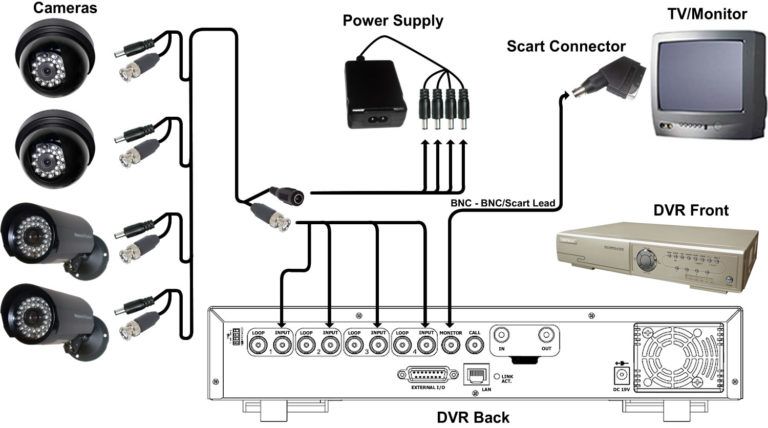 Cameras
Power Supply
TV/Monitor
Scart Connector
BNC - BNC/Scart Lead
DVR Front
LOOP INPUT LOOP INPUT LOOP INPUT LOOP INPUT MONITOR CALL
1 2 3 4
IN OUT
EXTERNAL I/O
LAN
LINK
ACT.
DC 19V
DVR Back